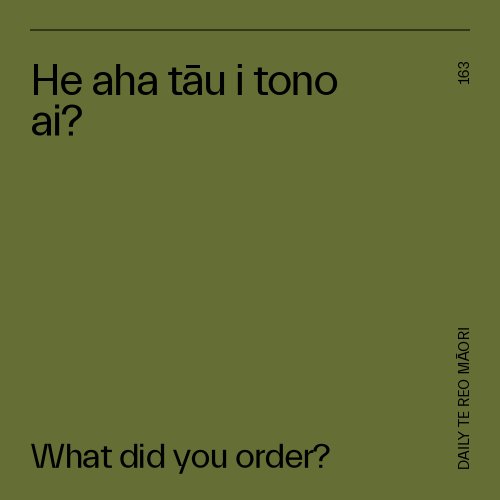 He aha tāu i tono
ai?
163
DAILY TE REO MĀORI
What did you order?